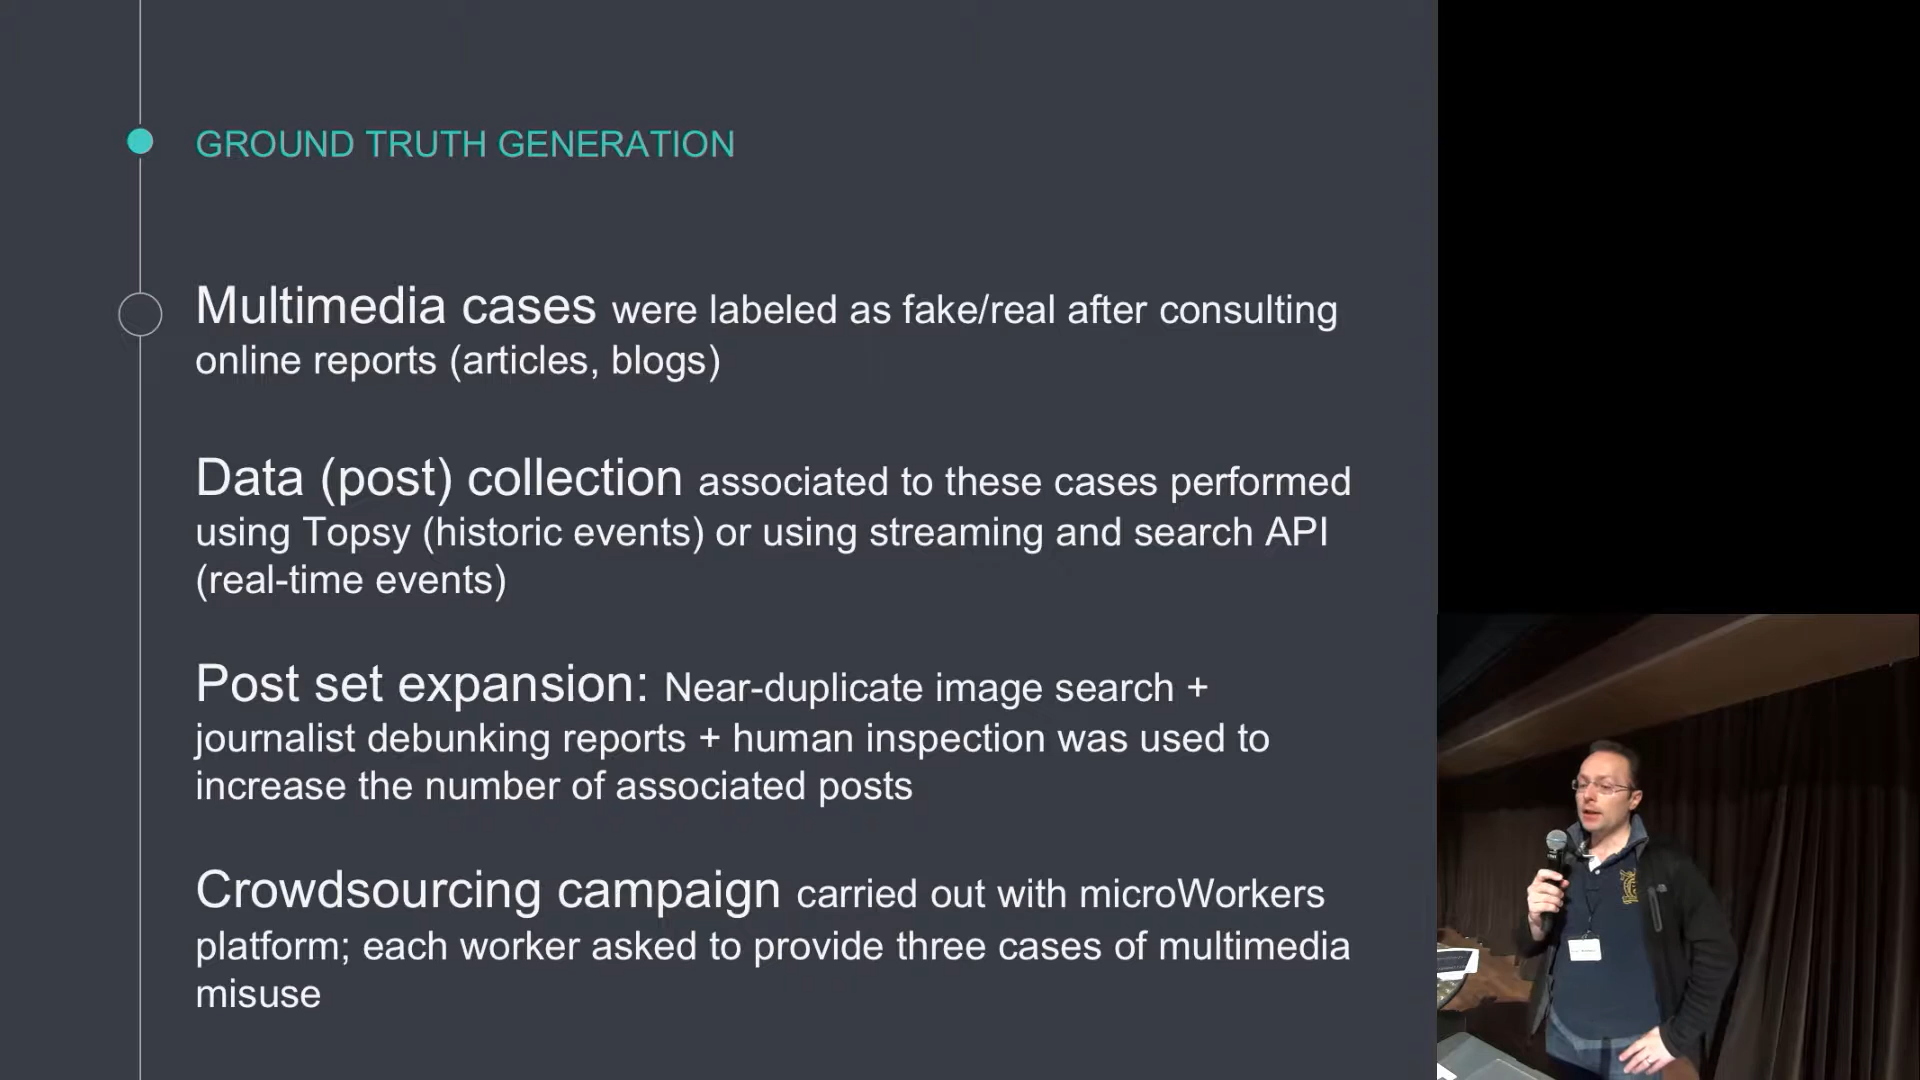 GROUND TRUTH GENERATION
Multimedia cases were labeled as fake/real after consulting
online reports (articles, blogs)
Data (post) collection associated to these cases performed
using Topsy (historic events) or using streaming and search API
(real-time events)
Post set expansion: Near-duplicate image search +
journalist debunking reports + human inspection was used to
increase the number of associated posts
Crowdsourcing campaign carried out with microWorkers
platform; each worker asked to provide three cases of multimedia
misuse